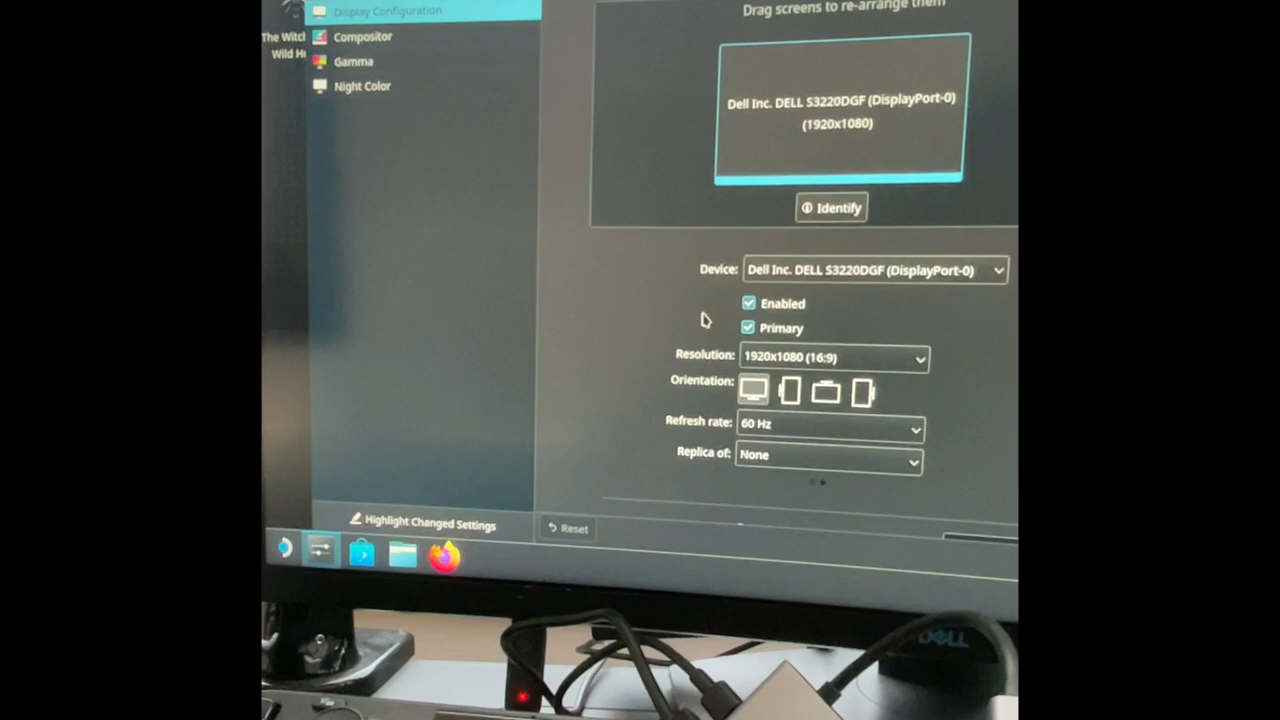 Drag screens to re-arrange them
Display Configuration
Compositor
Gamma
Night Color
The Witch
Wild Hu
Dell Inc. DELL S3220DGF (DisplayPort-0)
(1920x1080)
Identify
Device: Dell Inc. DELL S3220DGF (DisplayPort-0)
Enabled
Primary
Resolution: 1920x1080 (16:9)
Orientation:
Refresh rate: 60 Hz
Replica of: None
Highlight Changed Settings
Reset
DELL